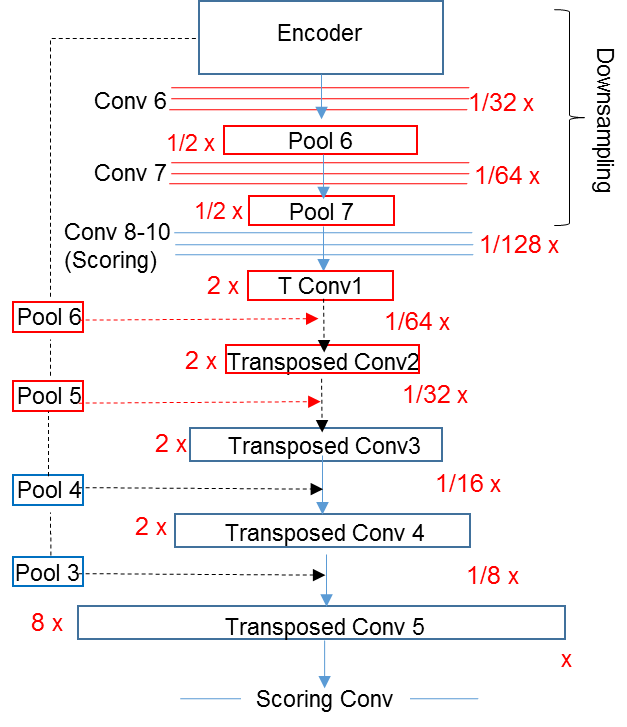 Encoder
Downsampling
Conv 6
1/32 x
1/2 x
Pool 6
Conv 7
1/64 x
1/2 x
Pool 7
Conv 8-10
(Scoring)
1/128 x
2 x
T Conv1
Pool 6
1/64 x
2 x
Transposed Conv2
Pool 5
1/32 x
2 x
Transposed Conv3
Pool 4
1/16 x
2 x
Transposed Conv 4
Pool 3
1/8 x
8 x
Transposed Conv 5
x
Scoring Conv